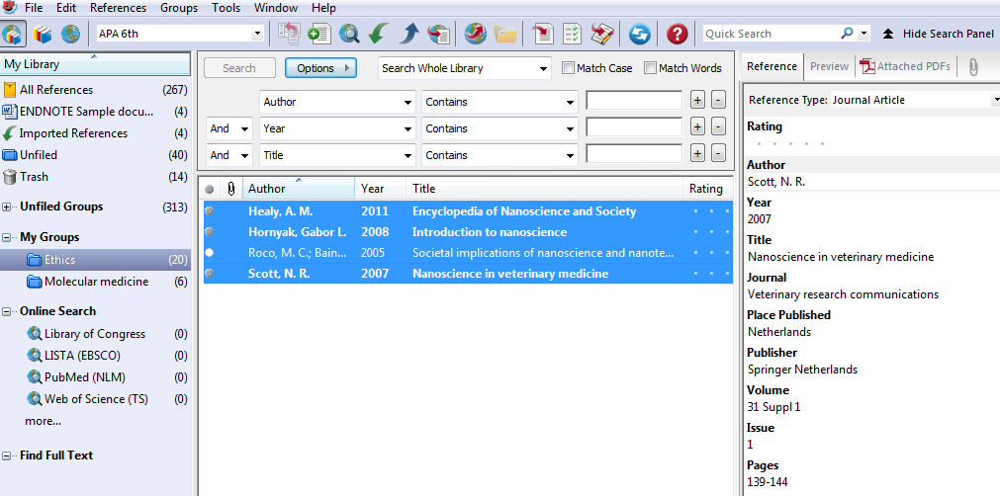 File Edit References Groups Tools Window Help
APA 6th
Quick Search
Hide Search Panel
My Library
All References (267)
ENDNOTE Sample docu... (4)
Imported References (4)
Unfiled (40)
Trash (14)
Unfiled Groups (313)
My Groups
Ethics (20)
Molecular medicine (6)
Online Search
Library of Congress (0)
LISTA (EBSCO) (0)
PubMed (NLM) (0)
Web of Science (TS) (0)
more...
Find Full Text
Search Options Search Whole Library Match Case Match Words
Author Contains + -
And Year Contains + -
And Title Contains + -
Author Year Title Rating
Healy, A. M. 2011 Encyclopedia of Nanoscience and Society
Hornyak, Gabor L. 2008 Introduction to nanoscience
Roco, M. C.; Bain... 2005 Societal implications of nanoscience and nanote...
Scott, N. R. 2007 Nanoscience in veterinary medicine
Reference Preview Attached PDFs
Reference Type: Journal Article
Rating
Author
Scott, N. R.
Year
2007
Title
Nanoscience in veterinary medicine
Journal
Veterinary research communications
Place Published
Netherlands
Publisher
Springer Netherlands
Volume
31 Suppl 1
Issue
1
Pages
139-144